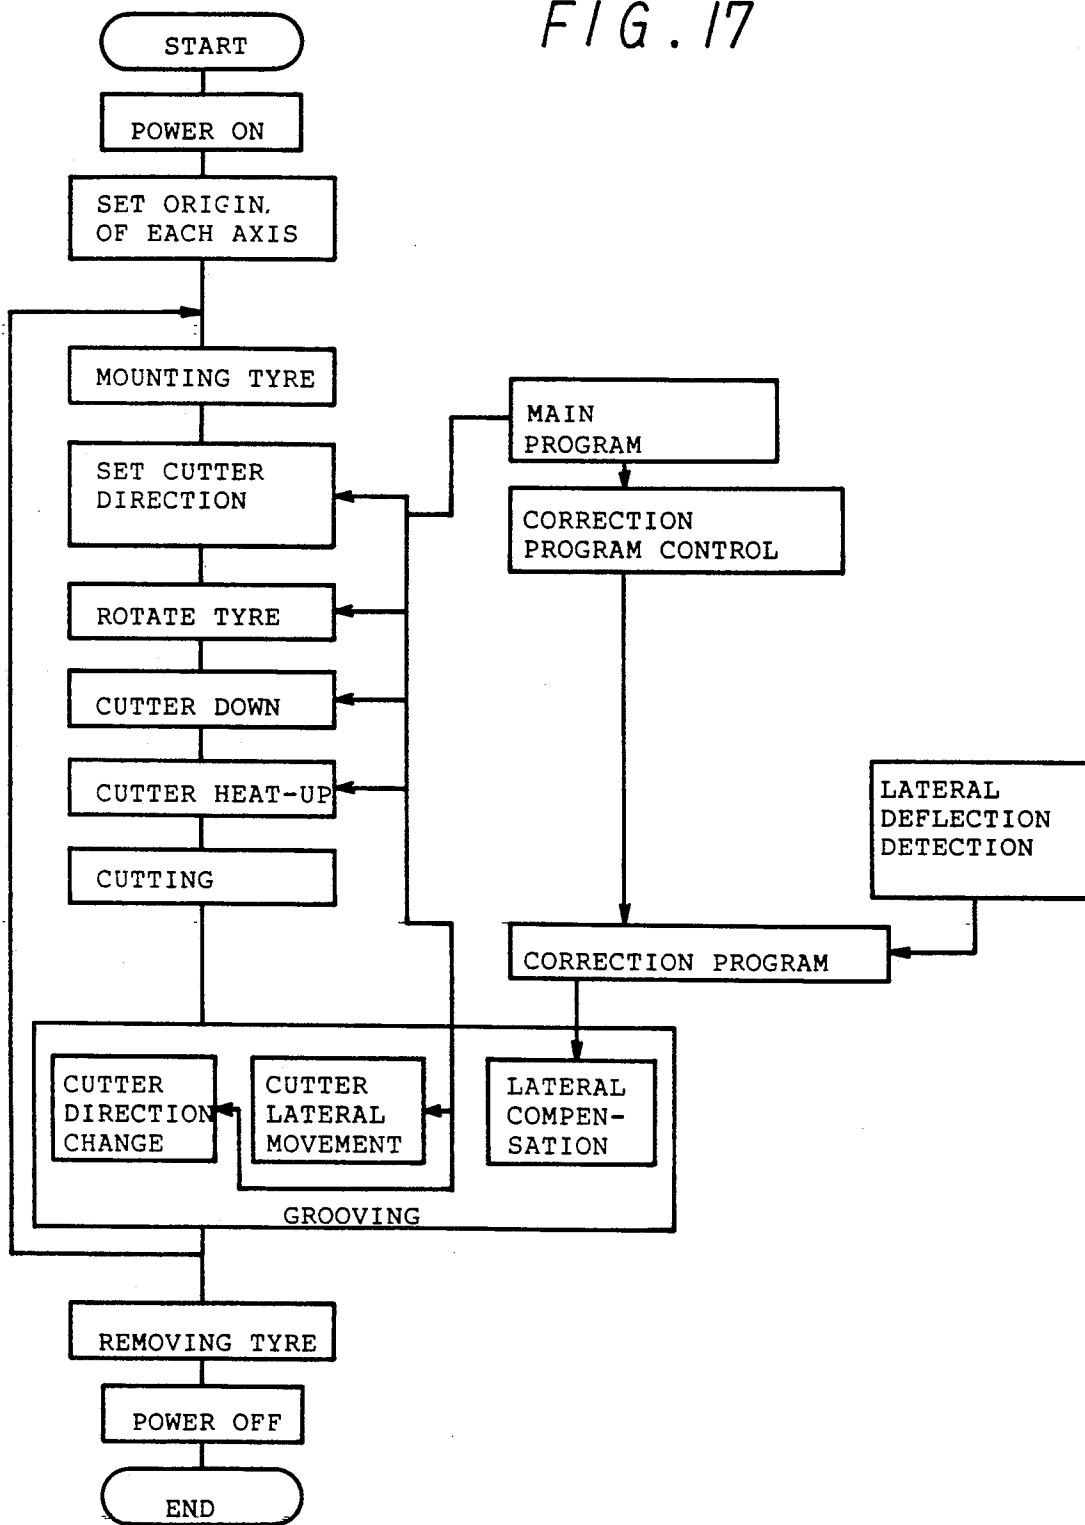 FIG. 17
START
POWER ON
SET ORIGIN.
OF EACH AXIS
MOUNTING TYRE
SET CUTTER
DIRECTION
ROTATE TYRE
CUTTER DOWN
CUTTER HEAT-UP
CUTTING
MAIN
PROGRAM
CORRECTION
PROGRAM CONTROL
LATERAL
DEFLECTION
DETECTION
CORRECTION PROGRAM
CUTTER
DIRECTION
CHANGE
CUTTER
LATERAL
MOVEMENT
LATERAL
COMPEN-
SATION
GROOVING
REMOVING TYRE
POWER OFF
END